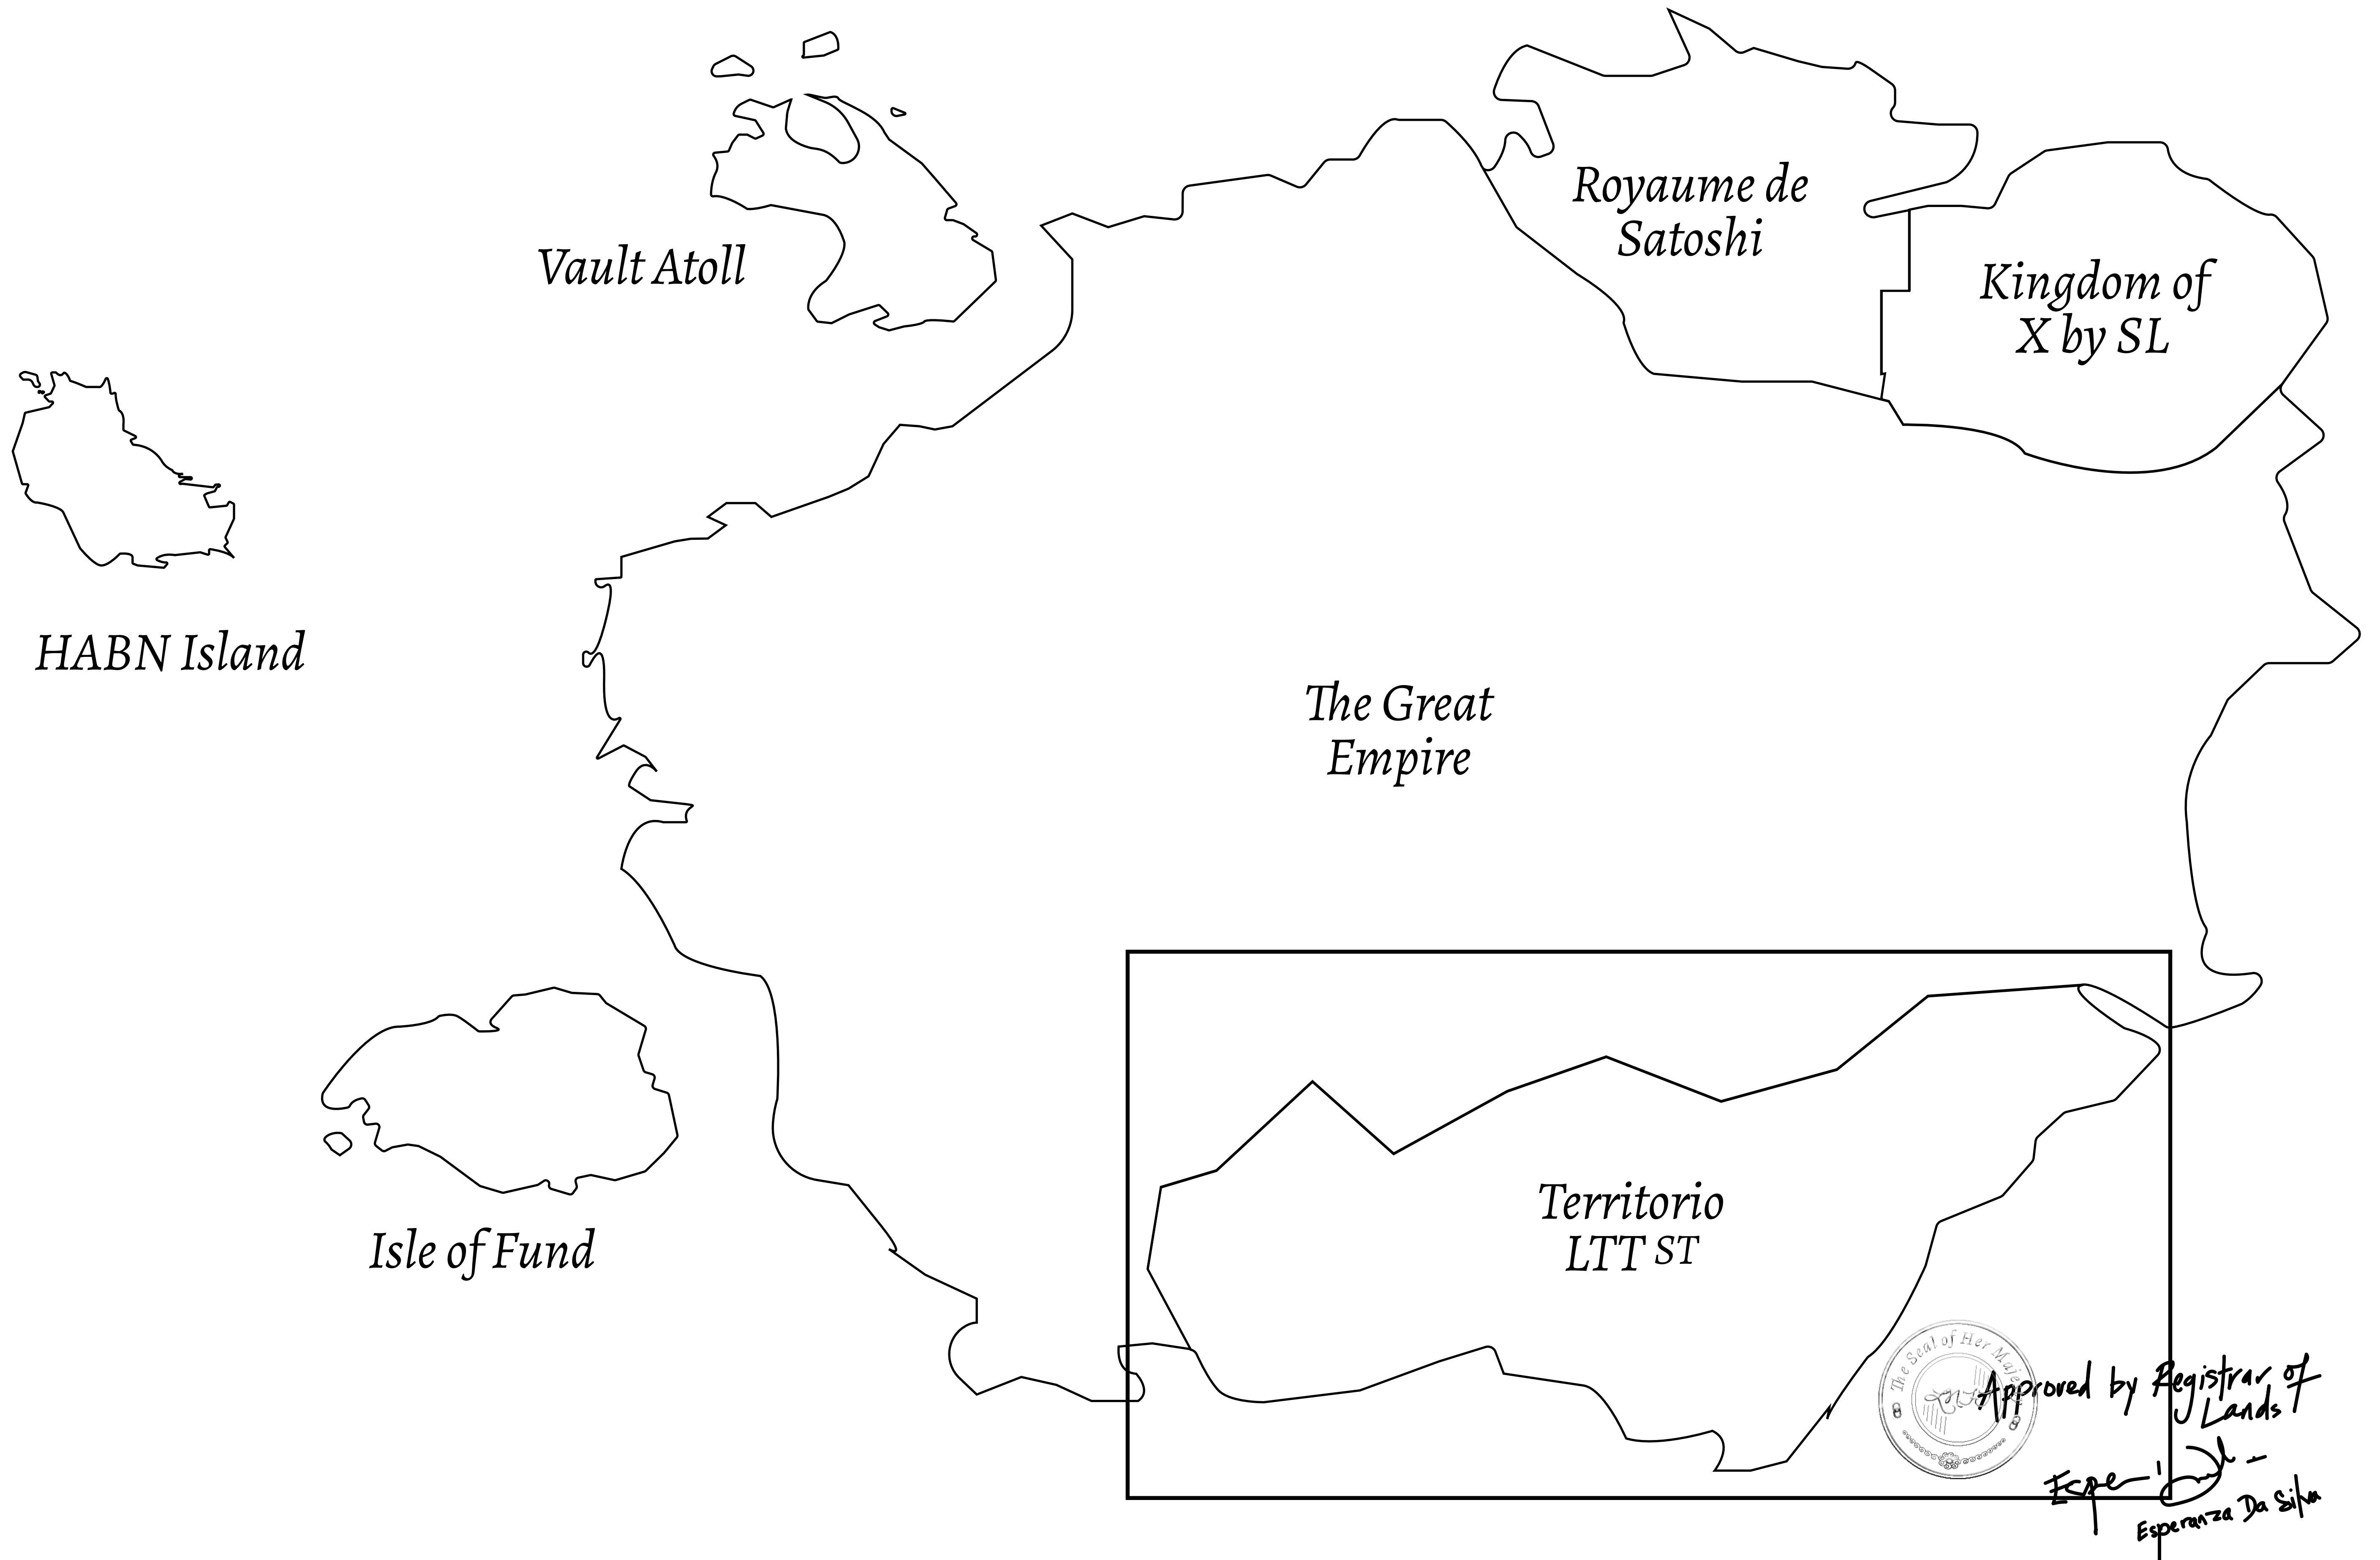 Royaume de
Satoshi
Vault Atoll
Kingdom of
X by SL
HABN Island
The Great
Empire
Territorio
LTT ST
Isle of Fund
The Seal of Her Majes
Approved by Registrar of
Lands
Esperanza Da Silva